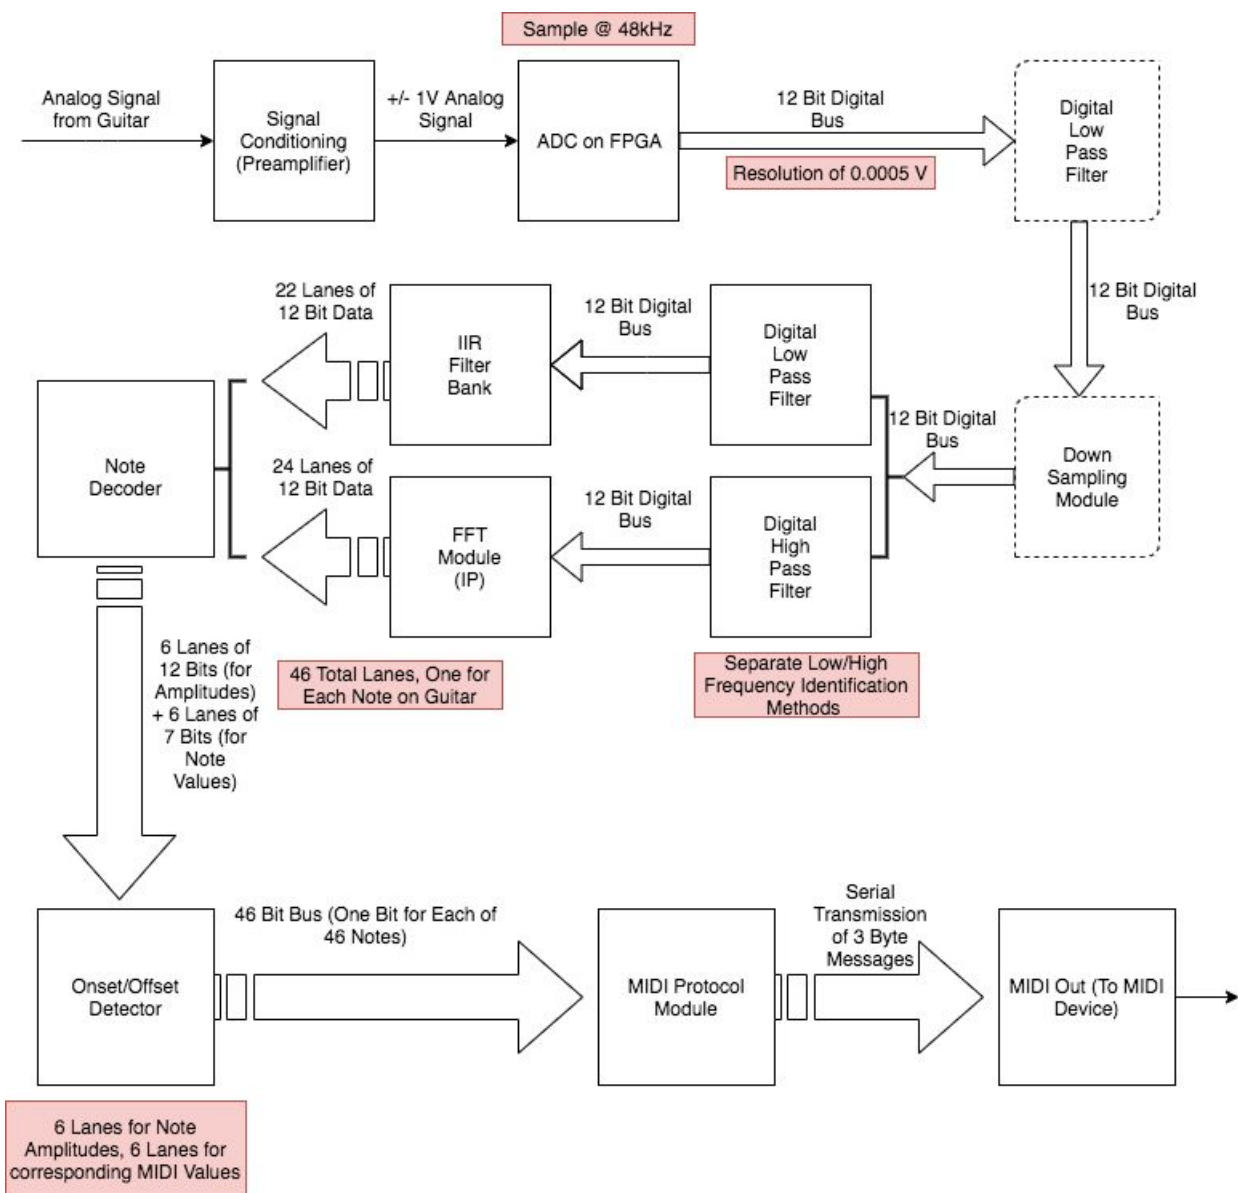 Sample @ 48kHz
Analog Signal
from Guitar
Signal
Conditioning
(Preamplifier)
+/- 1V Analog
Signal
ADC on FPGA
12 Bit Digital
Bus
Resolution of 0.0005 V
Digital
Low
Pass
Filter
12 Bit Digital
Bus
22 Lanes of
12 Bit Data
IIR
Filter
Bank
12 Bit Digital
Bus
Digital
Low
Pass
Filter
12 Bit Digital
Bus
Down
Sampling
Module
Note
Decoder
24 Lanes of
12 Bit Data
FFT
Module
(IP)
12 Bit Digital
Bus
Digital
High
Pass
Filter
6 Lanes of
12 Bits (for
Amplitudes)
+ 6 Lanes of
7 Bits (for
Note
Values)
46 Total Lanes, One for
Each Note on Guitar
Separate Low/High
Frequency Identification
Methods
Onset/Offset
Detector
46 Bit Bus (One Bit for Each of
46 Notes)
MIDI Protocol
Module
Serial
Transmission
of 3 Byte
Messages
MIDI Out (To MIDI
Device)
6 Lanes for Note
Amplitudes, 6 Lanes for
corresponding MIDI Values